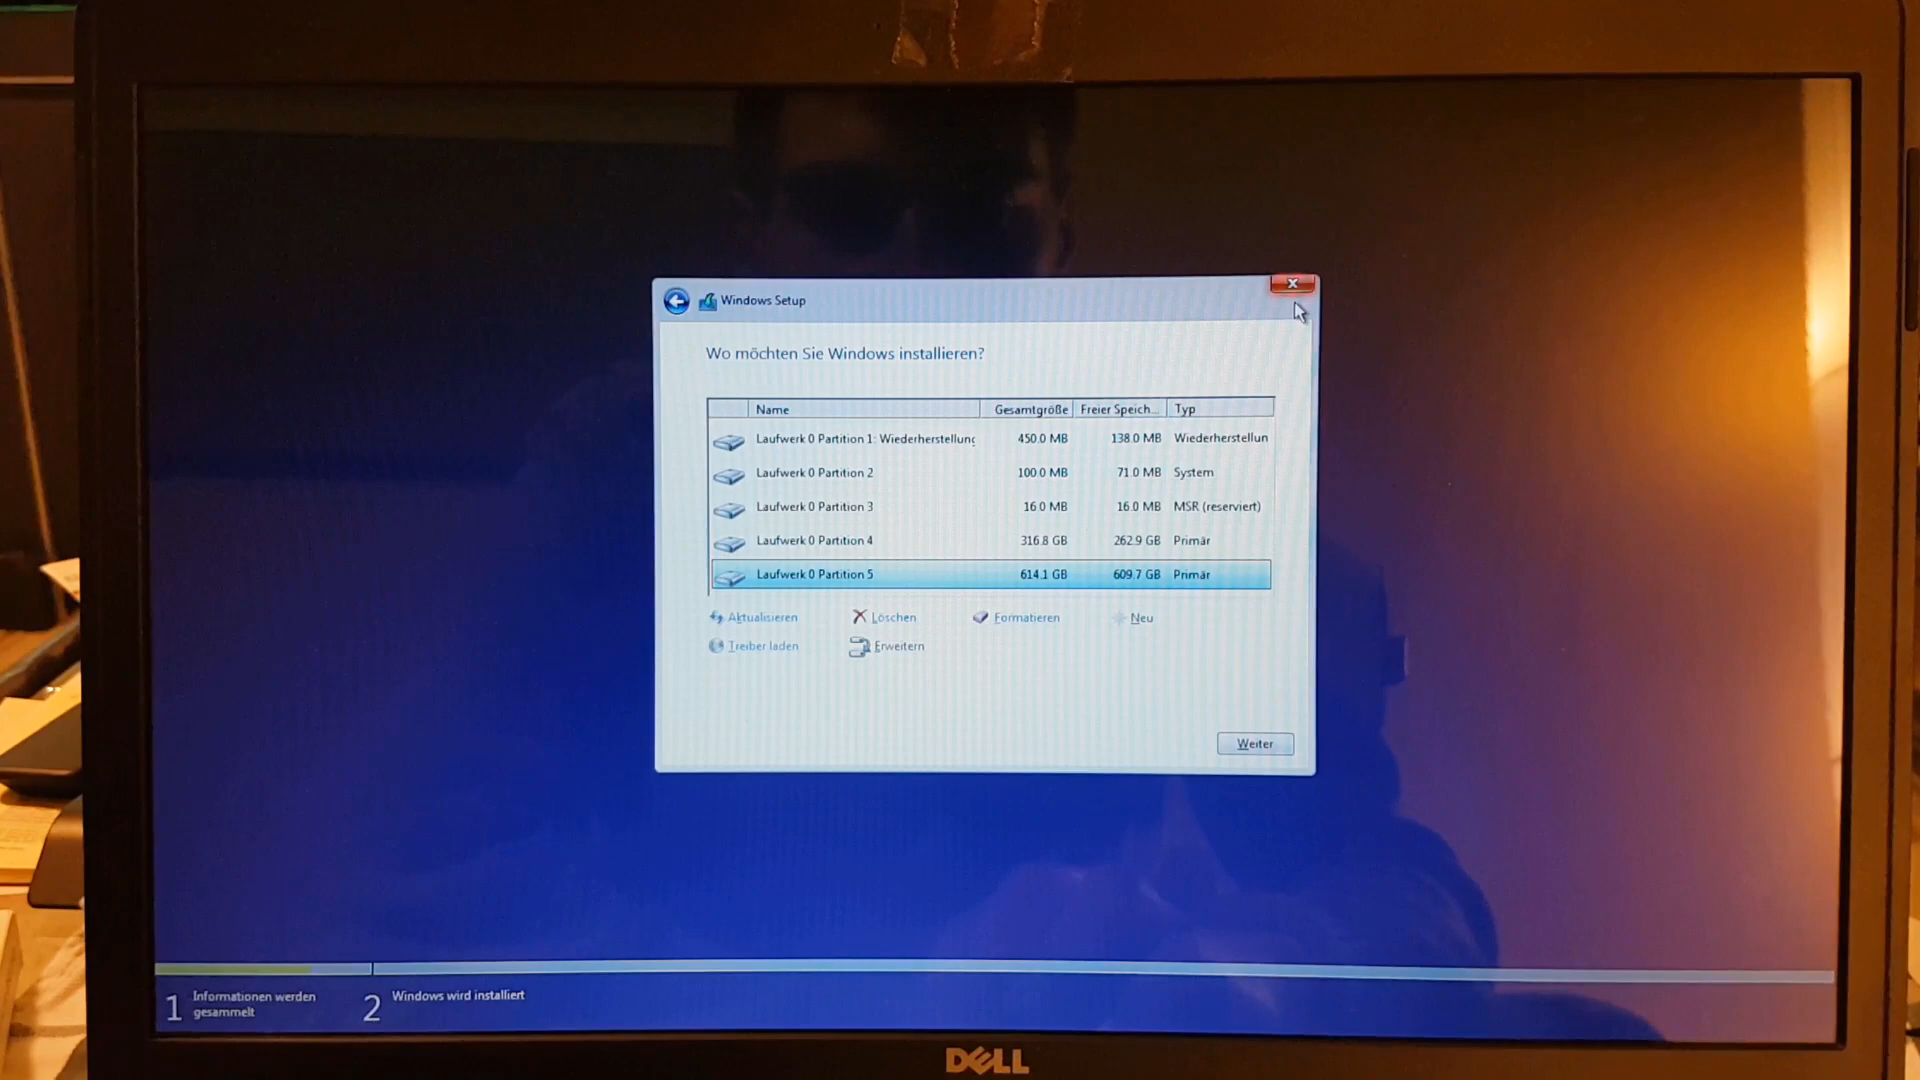 Windows Setup
Wo möchten Sie Windows installieren?
Name Gesamtgröße Freier Speich... Typ
Laufwerk 0 Partition 1: Wiederherstellung 450.0 MB 138.0 MB Wiederherstellun
Laufwerk 0 Partition 2 100.0 MB 71.0 MB System
Laufwerk 0 Partition 3 16.0 MB 16.0 MB MSR (reserviert)
Laufwerk 0 Partition 4 316.8 GB 262.9 GB Primär
Laufwerk 0 Partition 5 614.1 GB 609.7 GB Primär
Aktualisieren Löschen Formatieren Neu
Treiber laden Erweitern
Weiter
1 Informationen werden gesammelt
2 Windows wird installiert
DELL